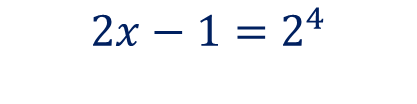 2x − 1 = 2⁴